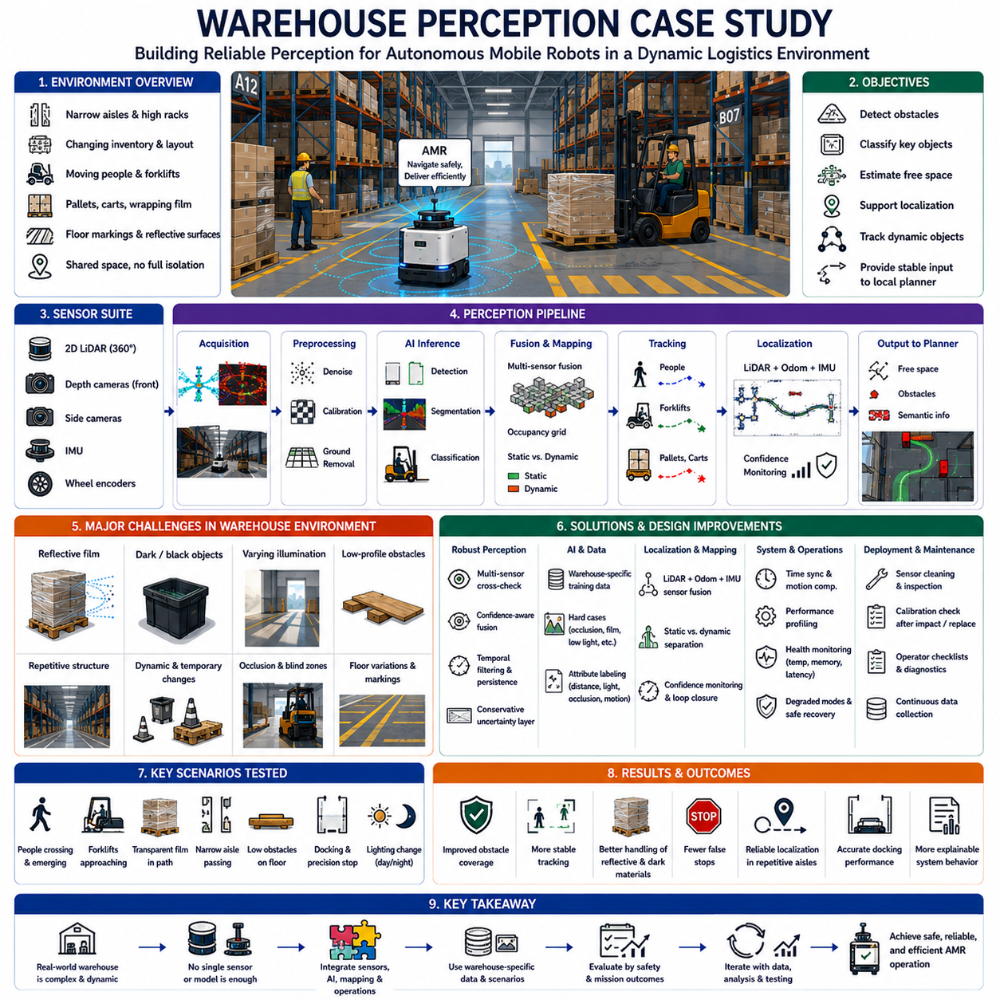 WAREHOUSE PERCEPTION CASE STUDY
Building Reliable Perception for Autonomous Mobile Robots in a Dynamic Logistics Environment
1. ENVIRONMENT OVERVIEW
Narrow aisles & high racks
Changing inventory & layout
Moving people & forklifts
Pallets, carts, wrapping film
Floor markings & reflective surfaces
Shared space, no full isolation
A12
B07
AMR
Navigate safely,
Deliver efficiently
2. OBJECTIVES
Detect obstacles
Classify key objects
Estimate free space
Support localization
Track dynamic objects
Provide stable input
to local planner
3. SENSOR SUITE
2D LiDAR (360°)
Depth cameras (front)
Side cameras
IMU
Wheel encoders
4. PERCEPTION PIPELINE
Acquisition
Preprocessing
Denoise
Calibration
Ground
Removal
AI Inference
Detection
Segmentation
Classification
Fusion & Mapping
Multi-sensor fusion
Occupancy grid
Static vs. Dynamic
Static
Dynamic
Tracking
People
Forklifts
Pallets, Carts
Localization
LiDAR + Odom + IMU
Confidence
Monitoring
Output to Planner
Free space
Obstacles
Semantic info
5. MAJOR CHALLENGES IN WAREHOUSE ENVIRONMENT
Reflective film
Dark / black objects
Varying illumination
Low-profile obstacles
Repetitive structure
Dynamic & temporary
changes
Occlusion & blind zones
Floor variations &
markings
6. SOLUTIONS & DESIGN IMPROVEMENTS
Robust Perception
Multi-sensor
cross-check
Confidence-aware
fusion
Temporal
filtering &
persistence
Conservative
uncertainty layer
AI & Data
Warehouse-specific
training data
Hard cases
(occlusion, film,
low light, etc.)
Attribute labeling
(distance, light,
occlusion, motion)
Localization & Mapping
LiDAR + Odom + IMU
sensor fusion
Static vs. dynamic
separation
Confidence monitoring
& loop closure
System & Operations
Time sync &
motion comp.
Performance
profiling
Health monitoring
(temp, memory,
latency)
Degraded modes &
safe recovery
Deployment & Maintenance
Sensor cleaning
& inspection
Calibration check
after impact / replace
Operator checklists
& diagnostics
Continuous data
collection
7. KEY SCENARIOS TESTED
People crossing
& emerging
Forklifts
approaching
Transparent film
in path
Narrow aisle
passing
Low obstacles
on floor
Docking &
precision stop
Lighting change
(day/night)
8. RESULTS & OUTCOMES
Improved obstacle
coverage
More stable
tracking
Better handling of
reflective & dark
materials
STOP
Fewer false
stops
Reliable localization
in repetitive aisles
Accurate docking
performance
More explainable
system behavior
9. KEY TAKEAWAY
Real-world warehouse
is complex & dynamic
No single sensor
or model is enough
Integrate sensors,
AI, mapping &
operations
Use warehouse-specific
data & scenarios
Evaluate by safety
& mission outcomes
Iterate with data,
analysis & testing
Achieve safe, reliable,
and efficient AMR
operation